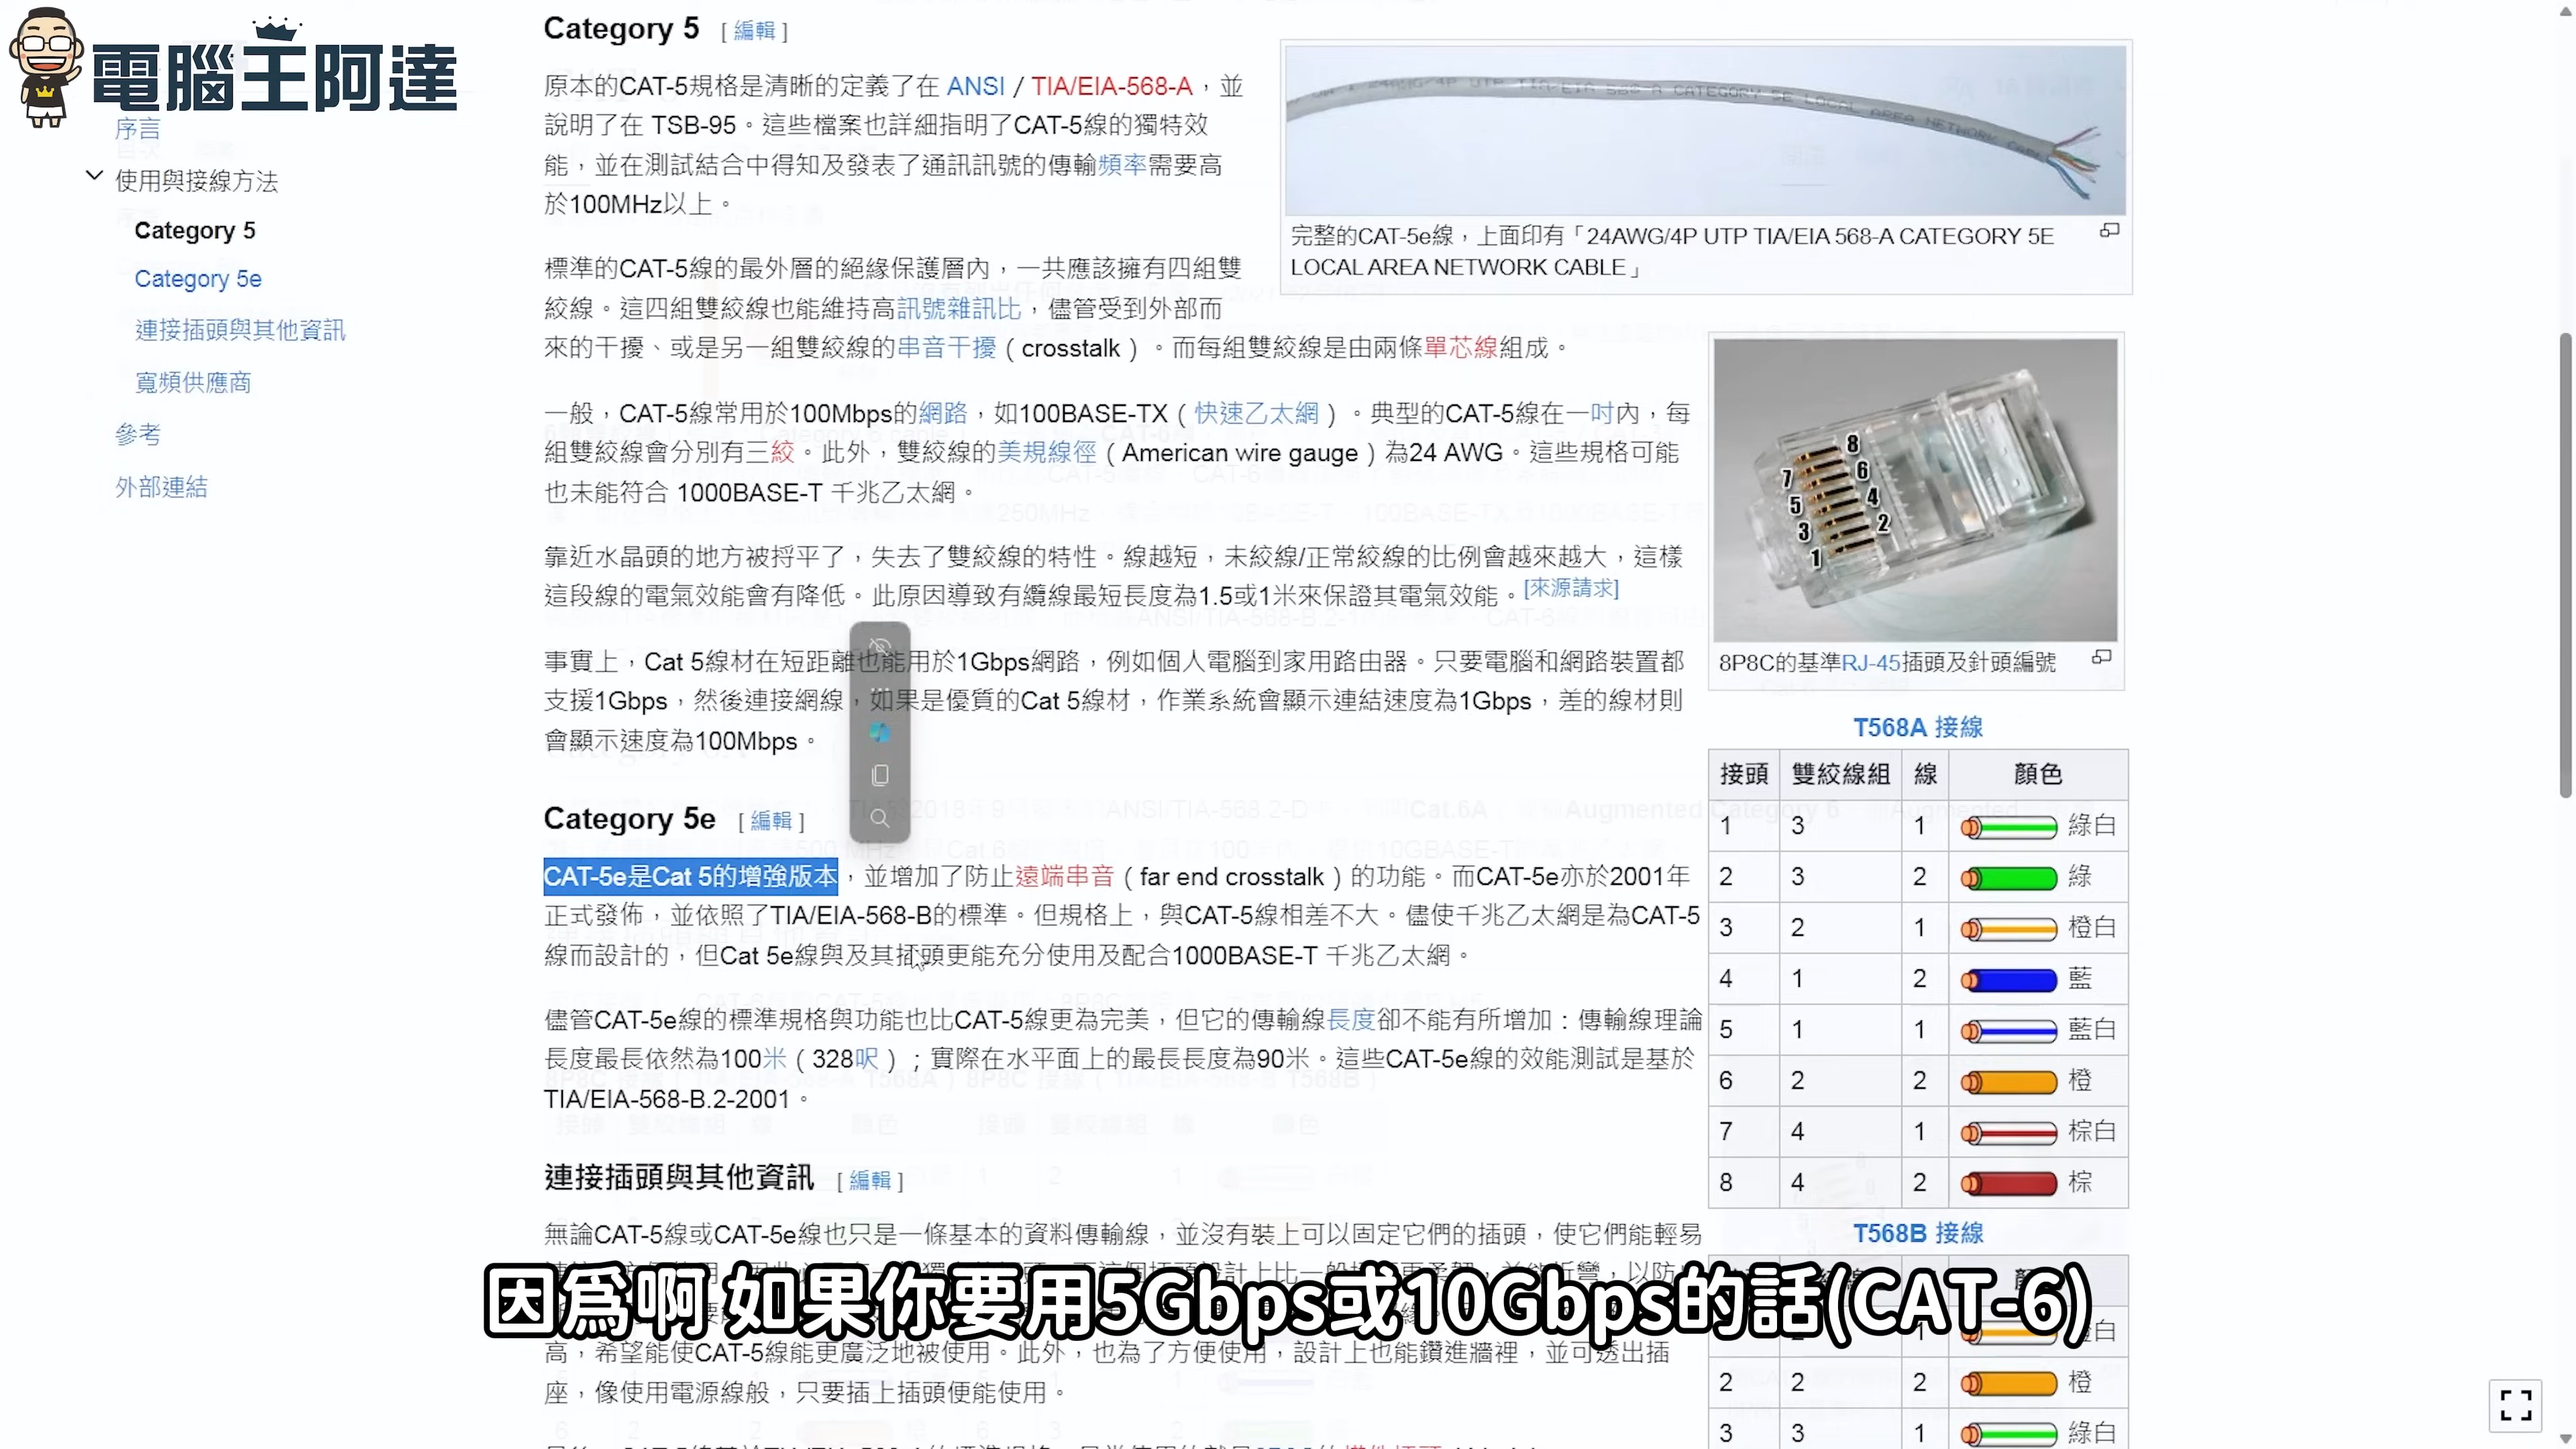 電腦王阿達
序言
使用與接線方法
Category 5
Category 5e
連接插頭與其他資訊
寬頻供應商
參考
外部連結
Category 5 [ 編輯 ]
原本的CAT-5規格是清晰的定義了在 ANSI / TIA/EIA-568-A，並
說明了在 TSB-95。這些檔案也詳細指明了CAT-5線的獨特效
能，並在測試結合中得知及發表了通訊訊號的傳輸頻率需要高
於100MHz以上。
標準的CAT-5線的最外層的絕緣保護層內，一共應該擁有四組雙
絞線。這四組雙絞線也能維持高訊號雜訊比，儘管受到外部而
來的干擾、或是另一組雙絞線的串音干擾（crosstalk）。而每組雙絞線是由兩條單芯線組成。
一般，CAT-5線常用於100Mbps的網路，如100BASE-TX（快速乙太網）。典型的CAT-5線在一吋內，每
組雙絞線會分別有三絞。此外，雙絞線的美規線徑（American wire gauge）為24 AWG。這些規格可能
也未能符合 1000BASE-T 千兆乙太網。
靠近水晶頭的地方被捋平了，失去了雙絞線的特性。線越短，未絞線/正常絞線的比例會越來越大，這樣
這段線的電氣效能會有降低。此原因導致有纜線最短長度為1.5或1米來保證其電氣效能。[來源請求]
事實上，Cat 5線材在短距離也能用於1Gbps網路，例如個人電腦到家用路由器。只要電腦和網路裝置都
支援1Gbps，然後連接網線，如果是優質的Cat 5線材，作業系統會顯示連結速度為1Gbps，差的線材則
會顯示速度為100Mbps。
Category 5e [ 編輯 ]
CAT-5e是Cat 5的增強版本，並增加了防止遠端串音（far end crosstalk）的功能。而CAT-5e亦於2001年
正式發佈，並依照了TIA/EIA-568-B的標準。但規格上，與CAT-5線相差不大。儘使千兆乙太網是為CAT-5
線而設計的，但Cat 5e線與及其插頭更能充分使用及配合1000BASE-T 千兆乙太網。
儘管CAT-5e線的標準規格與功能也比CAT-5線更為完美，但它的傳輸線長度卻不能有所增加：傳輸線理論
長度最長依然為100米（328呎）；實際在水平面上的最長長度為90米。這些CAT-5e線的效能測試是基於
TIA/EIA-568-B.2-2001。
連接插頭與其他資訊 [ 編輯 ]
無論CAT-5線或CAT-5e線也只是一條基本的資料傳輸線，並沒有裝上可以固定它們的插頭，使它們能輕易
高，希望能使CAT-5線能更廣泛地被使用。此外，也為了方便使用，設計上也能鑽進牆裡，並可透出插
座，像使用電源線般，只要插上插頭便能使用。
TIA/EIA 568-A CATEGORY 5E LOCAL AREA NETWORK
完整的CAT-5e線，上面印有「24AWG/4P UTP TIA/EIA 568-A CATEGORY 5E
LOCAL AREA NETWORK CABLE」
8
7 6
5 4
3 2
1
8P8C的基準RJ-45插頭及針頭編號
T568A 接線
接頭 雙絞線組 線 顏色
1 3 1 綠白
2 3 2 綠
3 2 1 橙白
4 1 2 藍
5 1 1 藍白
6 2 2 橙
7 4 1 棕白
8 4 2 棕
T568B 接線
2 2 2 橙
3 3 1 綠白
因為啊 如果你要用5Gbps或10Gbps的話(CAT-6)